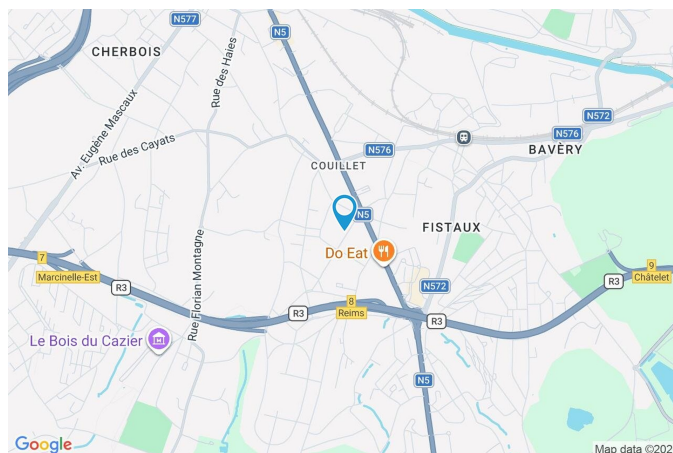 N577
N5
CHERBOIS
Rue des Haies
Av. Eugène Mascaux
Rue des Cayats
N572
N576
N576
BAVÈRY
COUILLET
N5
FISTAUX
Do Eat
7
Marcinelle-Est
R3
Rue Florian Montagne
9
Châtelet
R3
N572
8
Reims
R3
R3
Le Bois du Cazier
N5
Google
Map data ©202